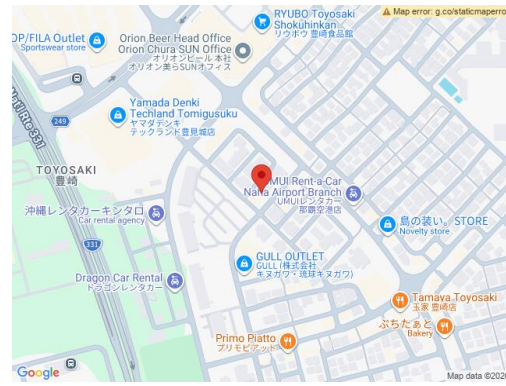 RYUBO Toyosaki
Shokuhinkan
リウボウ 豊崎食品館
⚠ Map error: g.co/staticmaperro
OP/FILA Outlet
Sportswear store
Orion Beer Head Office
Orion Chura SUN Office
オリオンビール 本社
オリオン美らSUNオフィス
Nat'l Rte 331
249
Yamada Denki
Techland Tomigusuku
ヤマダデンキ
テックランド豊見城店
TOYOSAKI
豊崎
UMUI Rent-a-Car
Naha Airport Branch
UMUIレンタカー
那覇空港店
沖縄レンタカーキンタロ
Car rental agency
島の装い。STORE
Novelty store
331
GULL OUTLET
GULL (株式会社
キヌガワ・琉球キヌガワ)
Dragon Car Rental
ドラゴンレンタカー
Tamaya Toyosaki
玉家 豊崎店
ぷちたぁと
Bakery
Primo Piatto
プリモピアット
Google
Map data ©2026